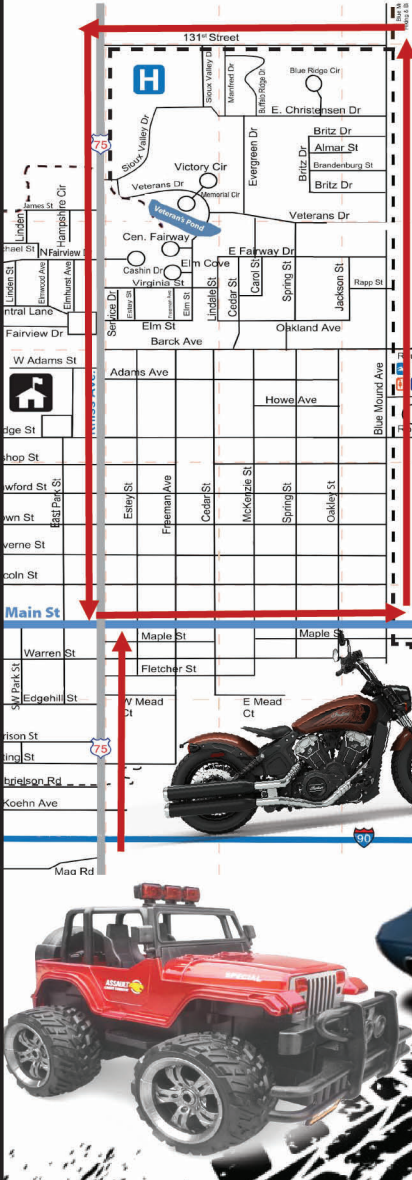 131st Street
H
Blue Ridge Cir
Sioux Valley Dr
Manfred Dr
Buffalo Ridge Dr
E. Christensen Dr
75
Sioux Valley Dr
Evergreen Dr
Britz Dr
Almar St
Brandenburg St
Britz Dr
Britz Dr
Victory Cir
Veterans Dr
Memorial Cir
Veteran's Pond
Veterans Dr
James St
Linden
Hampshire Cir
N Fairview
Cen. Fairway
E Fairway Dr
Elm Cove
Cashin Dr
Virginia St
Linden St
Elmwood Ave
Elmhurst Ave
Service Dr
Estey St
Elm St
Lindale St
Cedar St
Carol St
Spring St
Jackson St
Rapp St
ntral Lane
Fairview Dr
Elm St
Oakland Ave
Barck Ave
W Adams St
Adams Ave
Howe Ave
Blue Mound Ave
dge St
shop St
wford St
East Park St
Estey St
Freeman Ave
Cedar St
McKenzie St
Spring St
Oakley St
own St
verne St
coln St
Main St
Maple St
Maple S
Warren St
Fletcher St
SW Park St
Edgehill St
W Mead
Ct
E Mead
Ct
rison St
ting St
75
brielson Rd
Koehn Ave
90
Mag Rd
ASSAULT
SPECIAL